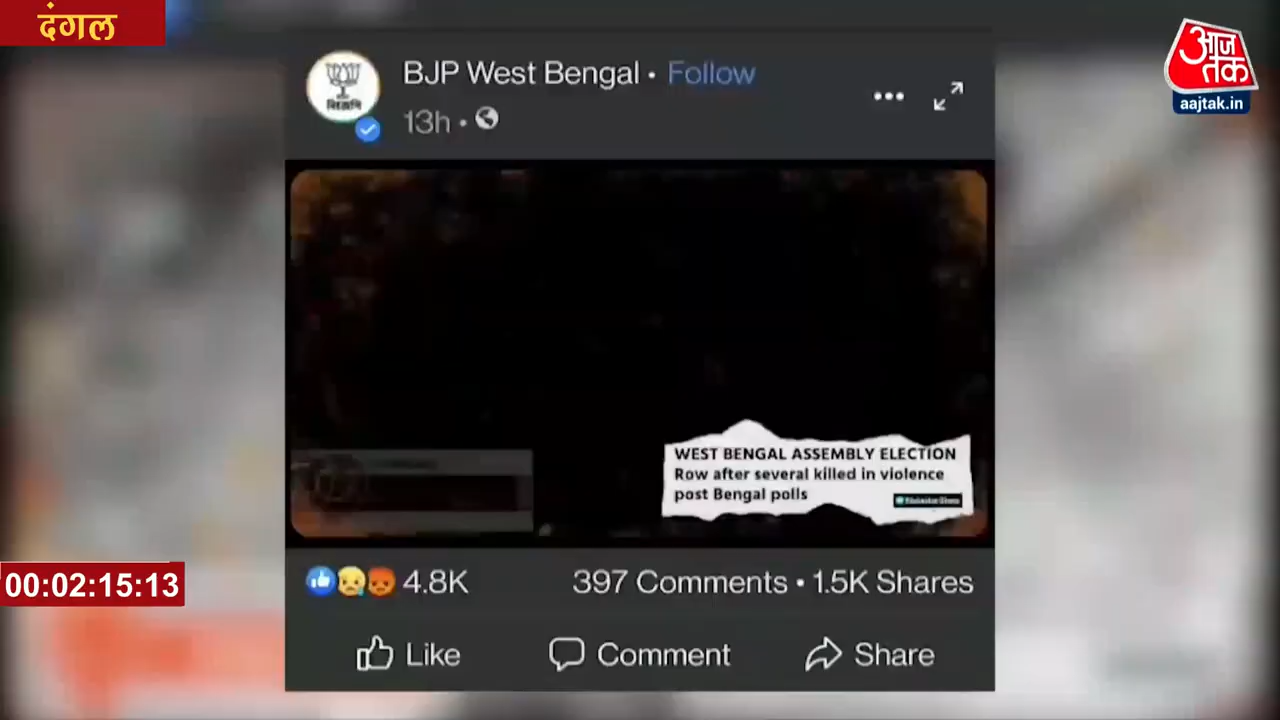 दंगल
आज
तक
aajtak.in
BJP West Bengal • Follow
13h •
WEST BENGAL ASSEMBLY ELECTION
Row after several killed in violence
post Bengal polls
00:02:15:13
4.8K
397 Comments • 1.5K Shares
Like
Comment
Share